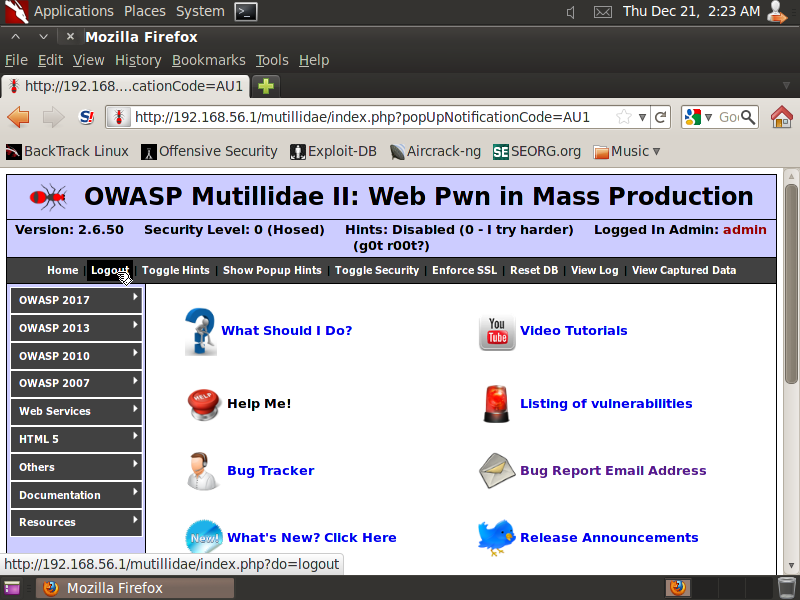 Applications Places System Thu Dec 21, 2:23 AM
Mozilla Firefox
File Edit View History Bookmarks Tools Help
http://192.168....cationCode=AU1
S! http://192.168.56.1/mutillidae/index.php?popUpNotificationCode=AU1 Go
BackTrack Linux Offensive Security Exploit-DB Aircrack-ng SE SEORG.org Music
OWASP Mutillidae II: Web Pwn in Mass Production
Version: 2.6.50 Security Level: 0 (Hosed) Hints: Disabled (0 - I try harder) Logged In Admin: admin
(g0t r00t?)
Home | Logout | Toggle Hints | Show Popup Hints | Toggle Security | Enforce SSL | Reset DB | View Log | View Captured Data
OWASP 2017
OWASP 2013
OWASP 2010
OWASP 2007
Web Services
HTML 5
Others
Documentation
Resources
What Should I Do?
You Tube Video Tutorials
HELP Help Me!
Listing of vulnerabilities
Bug Tracker
Bug Report Email Address
New! What's New? Click Here
Release Announcements
http://192.168.56.1/mutillidae/index.php?do=logout
Mozilla Firefox